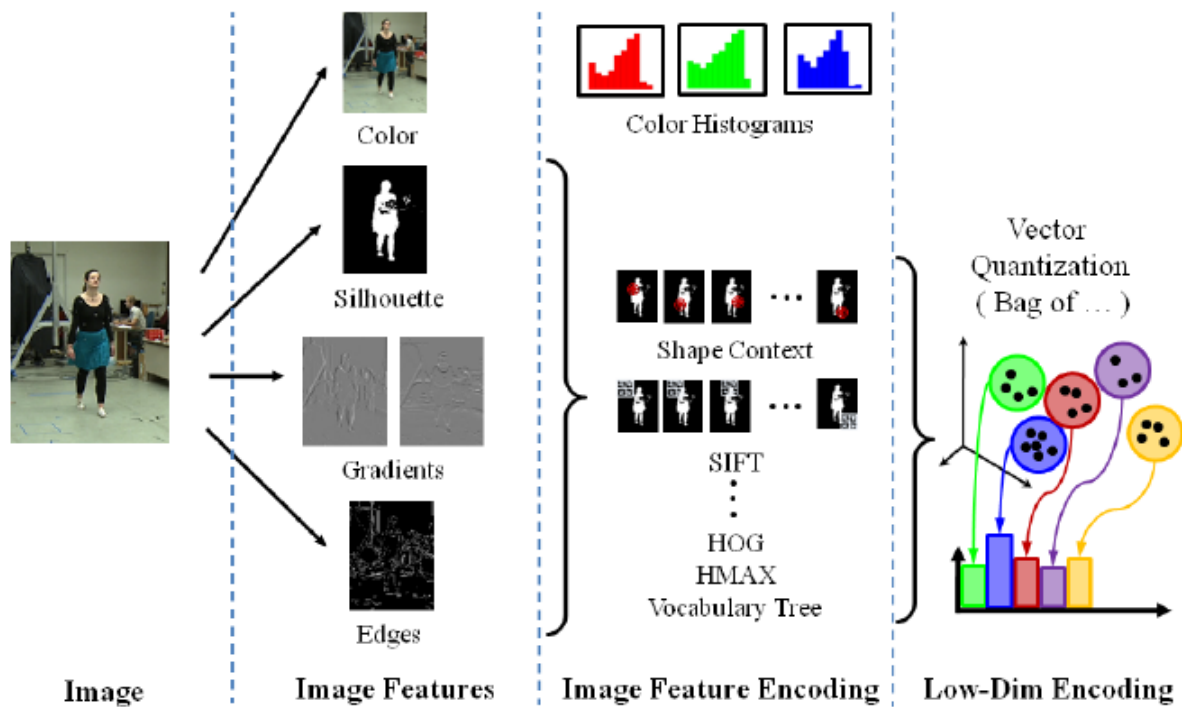 Color
Silhouette
Gradients
Edges
Color Histograms
Shape Context
SIFT
HOG
HMAX
Vocabulary Tree
Vector
Quantization
( Bag of … )
Image
Image Features
Image Feature Encoding
Low-Dim Encoding